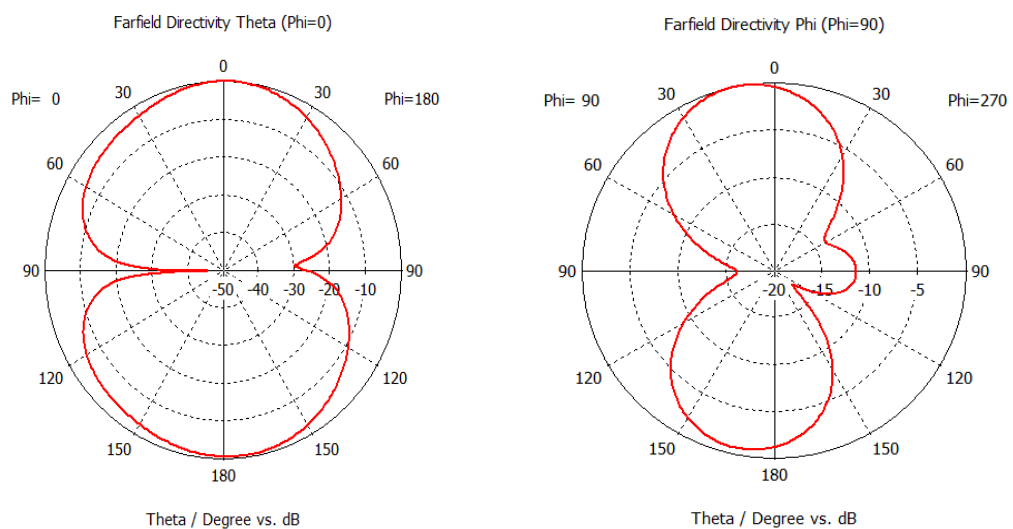 Farfield Directivity Theta (Phi=0)
0
30
30
Phi= 0
Phi=180
60
60
90
90
-50 -40 -30 -20 -10
120
120
150
150
180
Theta / Degree vs. dB
Farfield Directivity Phi (Phi=90)
0
30
30
Phi= 90
Phi=270
60
60
90
90
-20 -15 -10 -5
120
120
150
150
180
Theta / Degree vs. dB